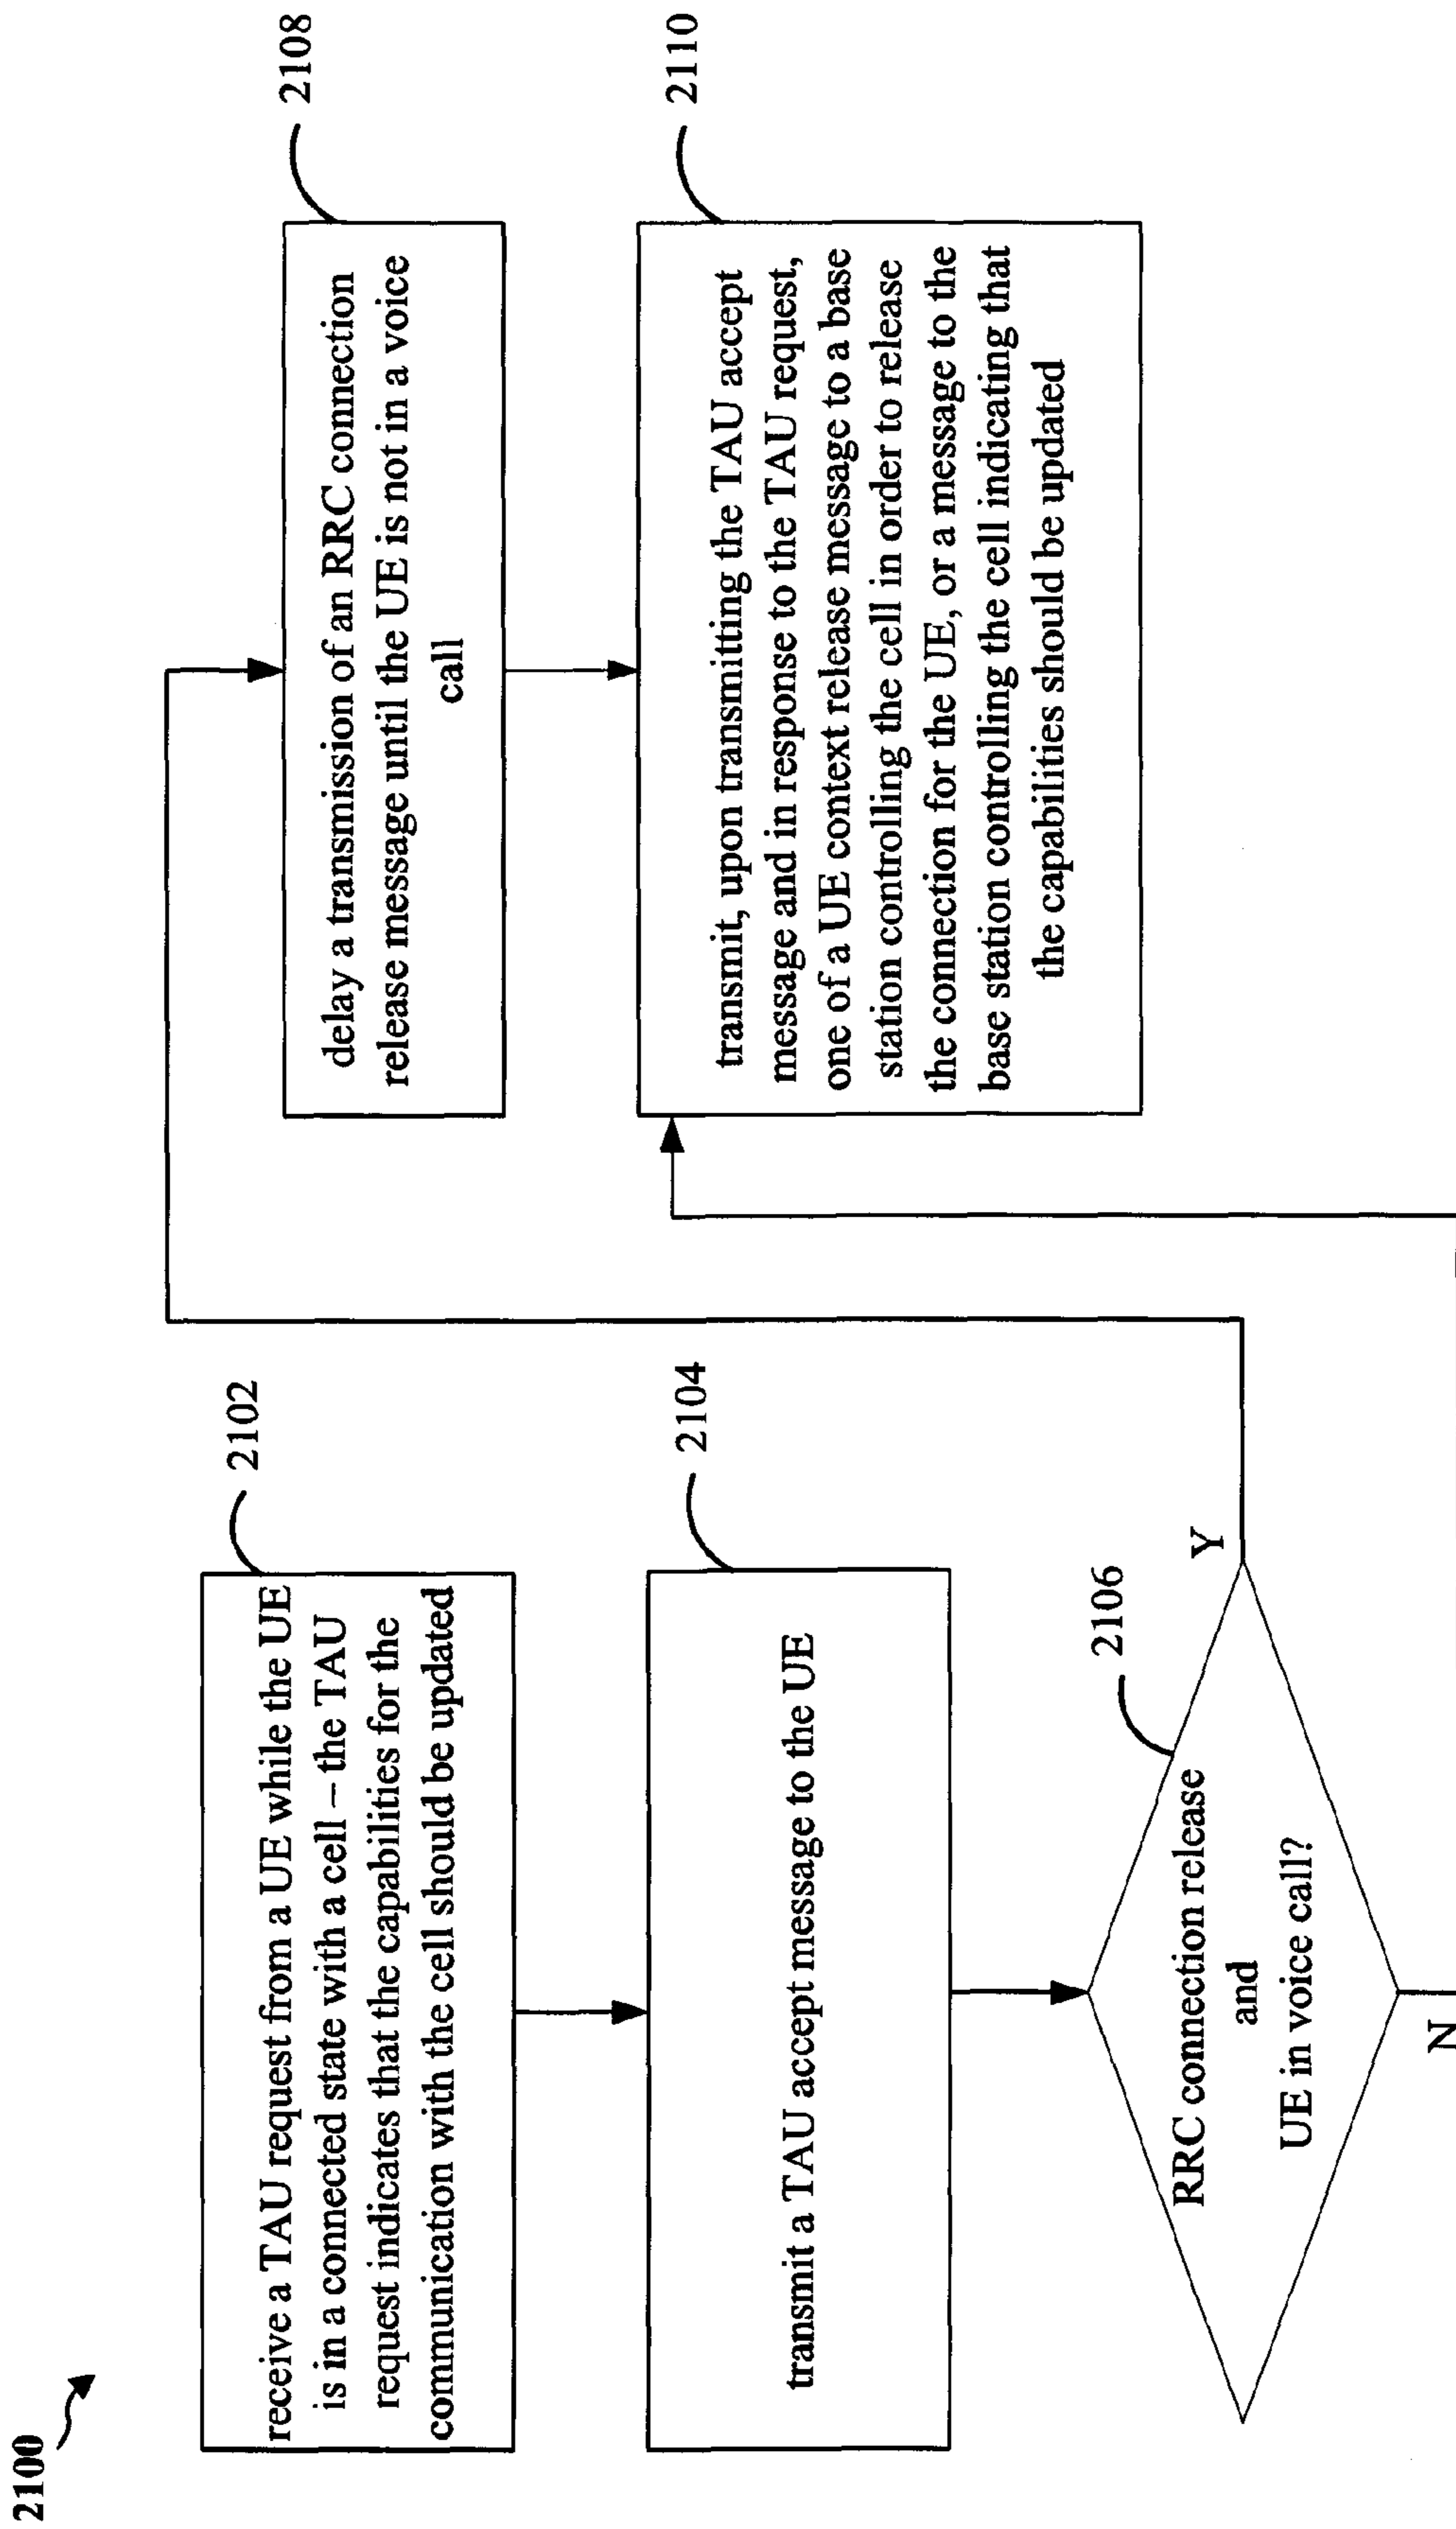 2100
2102
receive a TAU request from a UE while the UE
is in a connected state with a cell – the TAU
request indicates that the capabilities for the
communication with the cell should be updated
2104
transmit a TAU accept message to the UE
2106
RRC connection release
and
UE in voice call?
Y
N
2108
delay a transmission of an RRC connection
release message until the UE is not in a voice
call
2110
transmit, upon transmitting the TAU accept
message and in response to the TAU request,
one of a UE context release message to a base
station controlling the cell in order to release
the connection for the UE, or a message to the
base station controlling the cell indicating that
the capabilities should be updated